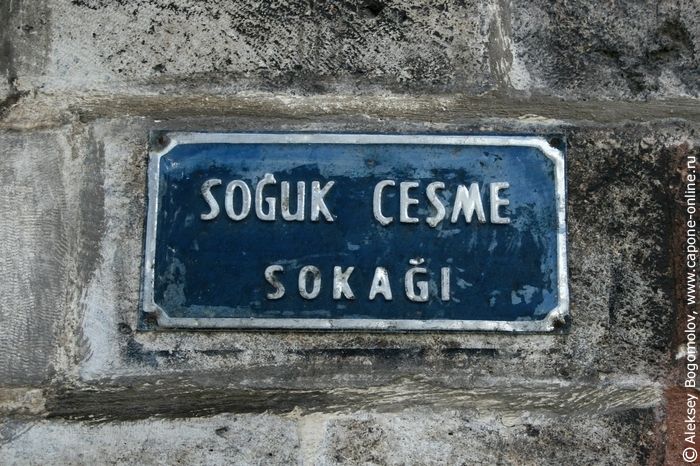 SOĞUK ÇEŞME
SOKAĞI
© Aleksey Bogomolov, www.capone-online.ru